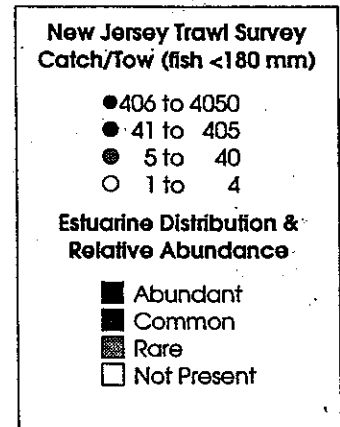 New Jersey Trawl Survey
Catch/Tow (fish <180 mm)
406 to 4050
41 to 405
5 to 40
1 to 4
Estuarine Distribution &
Relative Abundance
Abundant
Common
Rare
Not Present